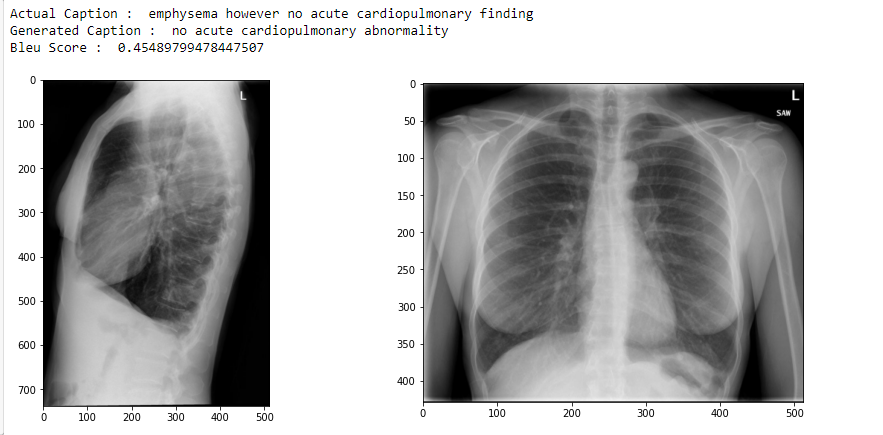 Actual Caption :  emphysema however no acute cardiopulmonary finding
Generated Caption :  no acute cardiopulmonary abnormality
Bleu Score :  0.45489799478447507
0
100
200
300
400
500
600
700
0 100 200 300 400 500
L
0
50
100
150
200
250
300
350
400
0 100 200 300 400 500
L
SAW